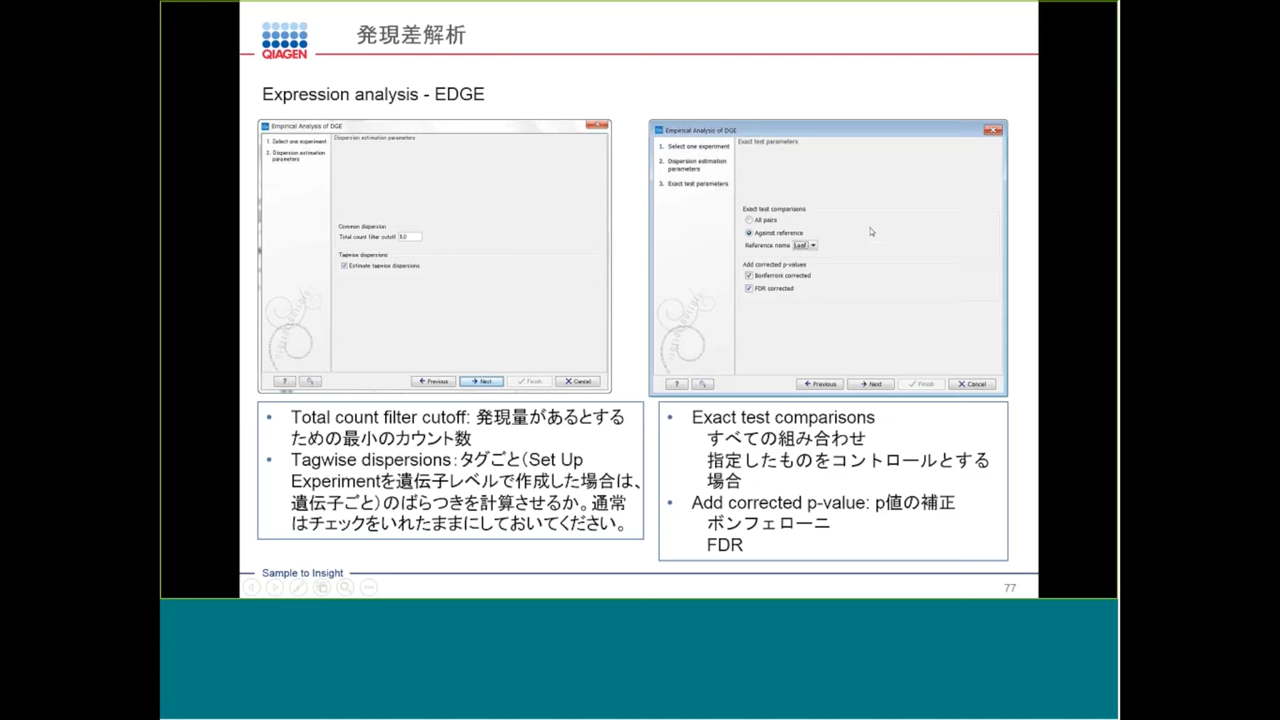 QIAGEN
発現差解析
Expression analysis - EDGE
Empirical Analysis of DGE
1. Select one experiment
2. Dispersion estimation
parameters
Dispersion estimation parameters
Common dispersion
Total count filter cutoff 5.0
Tagwise dispersions
Estimate tagwise dispersions
?
Previous
Next
Finish
Cancel
Empirical Analysis of DGE
1. Select one experiment
2. Dispersion estimation
parameters
3. Exact test parameters
Exact test parameters
Exact test comparisons
All pairs
Against reference
Reference name Leaf
Add corrected p-values
Bonferroni corrected
FDR corrected
?
Previous
Next
Finish
Cancel
• Total count filter cutoff: 発現量があるとする
ための最小のカウント数
• Tagwise dispersions:タグごと(Set Up
Experimentを遺伝子レベルで作成した場合は、
遺伝子ごと)のばらつきを計算させるか。通常
はチェックをいれたままにしておいてください。
• Exact test comparisons
すべての組み合わせ
指定したものをコントロールとする
場合
• Add corrected p-value: p値の補正
ボンフェローニ
FDR
Sample to Insight
77